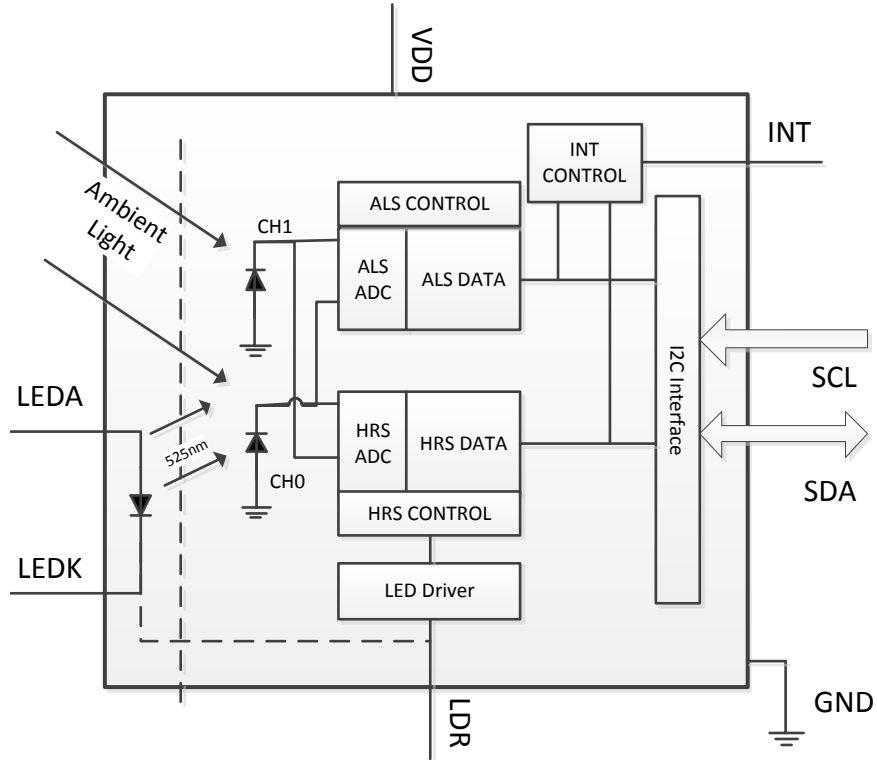 VDD
INT
INT
CONTROL
Ambient
Light
CH1
ALS CONTROL
ALS
ADC
ALS DATA
I2C Interface
SCL
LEDA
525nm
HRS
ADC
HRS DATA
CH0
SDA
HRS CONTROL
LEDK
LED Driver
GND
LDR